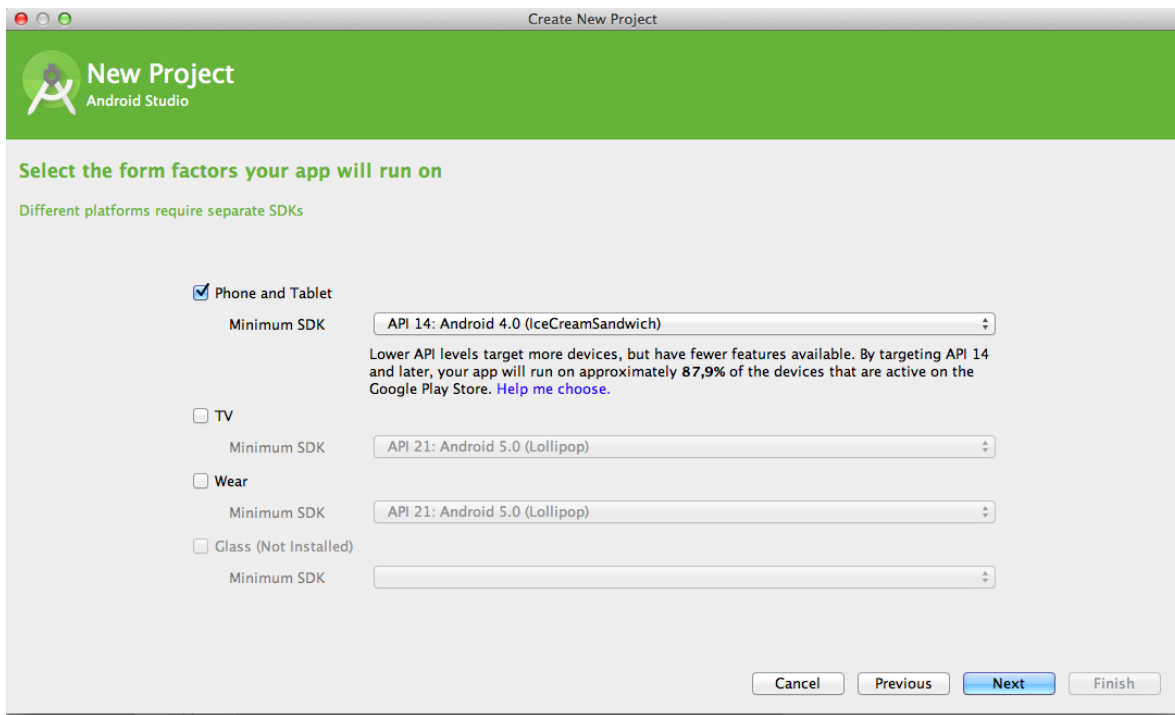 Create New Project
New Project
Android Studio
Select the form factors your app will run on
Different platforms require separate SDKs
Phone and Tablet
Minimum SDK API 14: Android 4.0 (IceCreamSandwich)
Lower API levels target more devices, but have fewer features available. By targeting API 14
and later, your app will run on approximately 87,9% of the devices that are active on the
Google Play Store. Help me choose.
TV
Minimum SDK API 21: Android 5.0 (Lollipop)
Wear
Minimum SDK API 21: Android 5.0 (Lollipop)
Glass (Not Installed)
Minimum SDK
Cancel Previous Next Finish